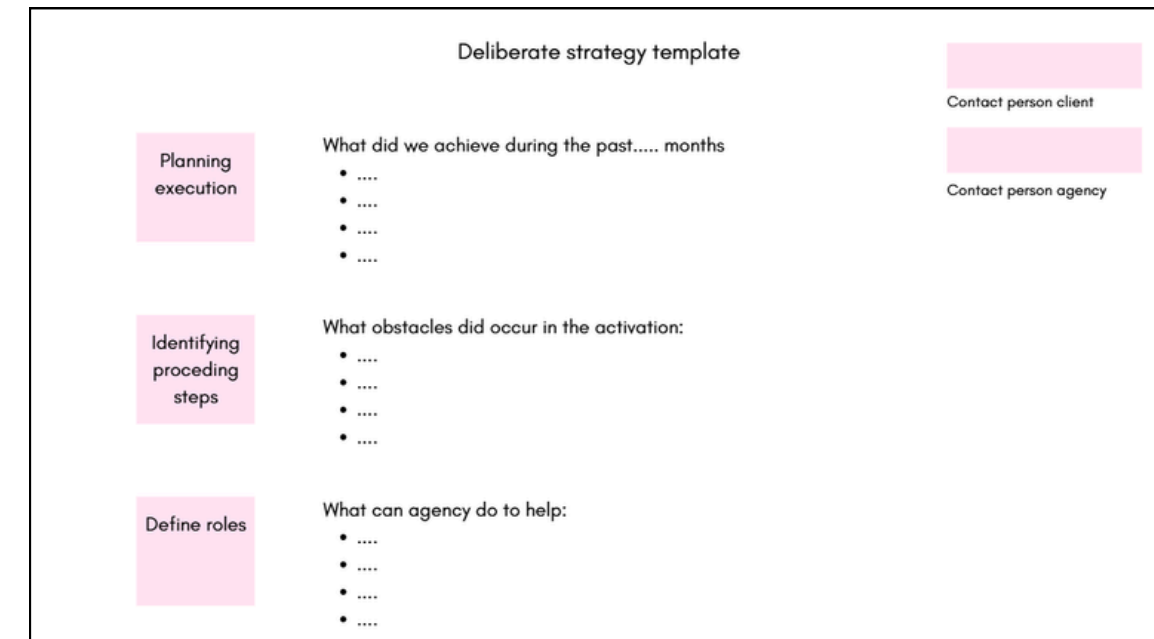 Deliberate strategy template
Contact person client
Contact person agency
Planning
execution
What did we achieve during the past..... months
• ....
• ....
• ....
• ....
Identifying
proceding
steps
What obstacles did occur in the activation:
• ....
• ....
• ....
• ....
Define roles
What can agency do to help:
• ....
• ....
• ....
• ....